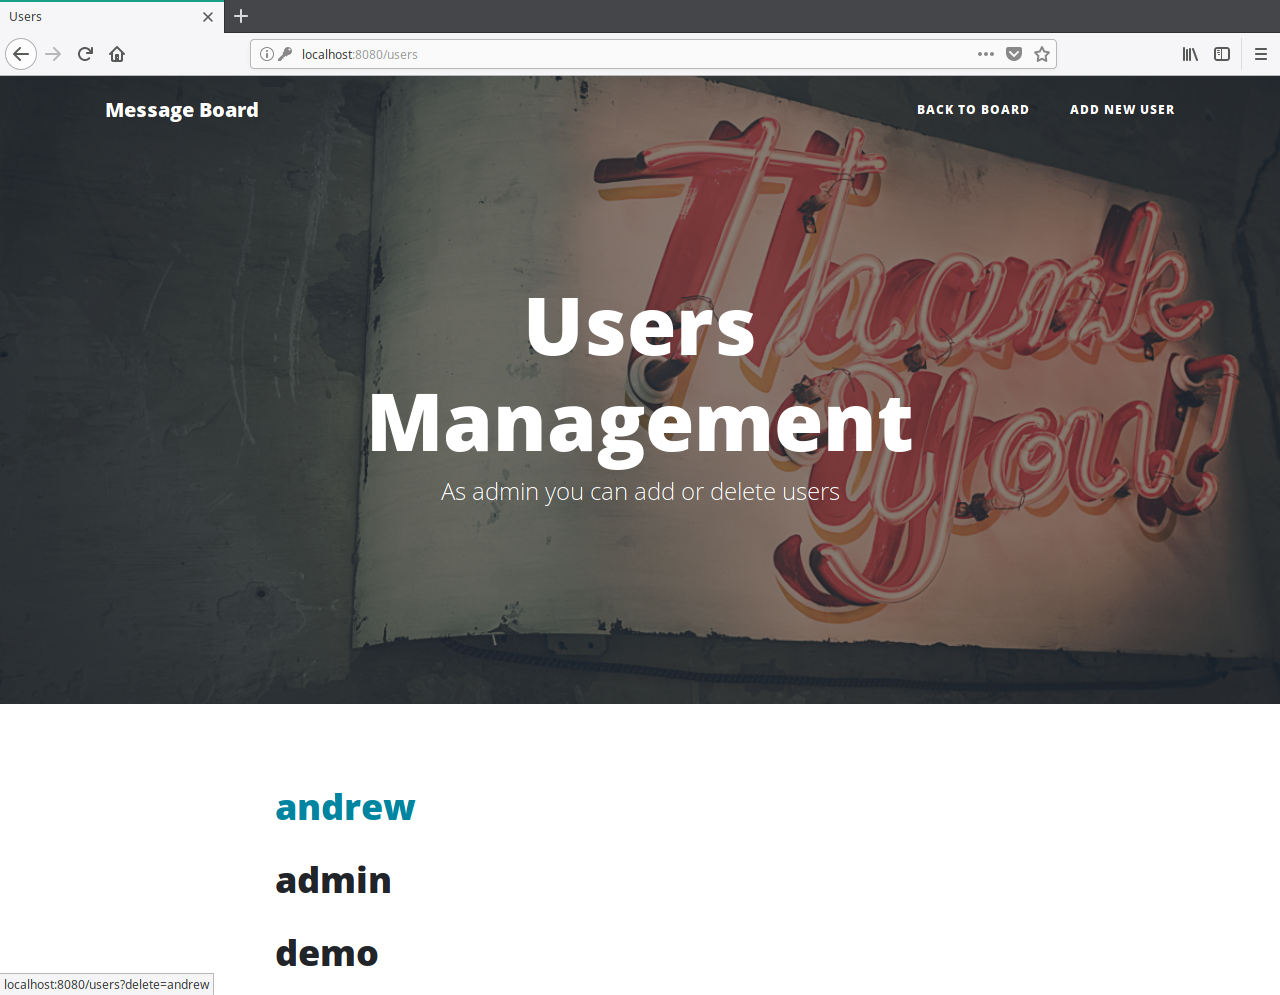 Users
localhost:8080/users
Message Board
BACK TO BOARD
ADD NEW USER
Thank
You!
Users
Management
As admin you can add or delete users
andrew
admin
demo
localhost:8080/users?delete=andrew